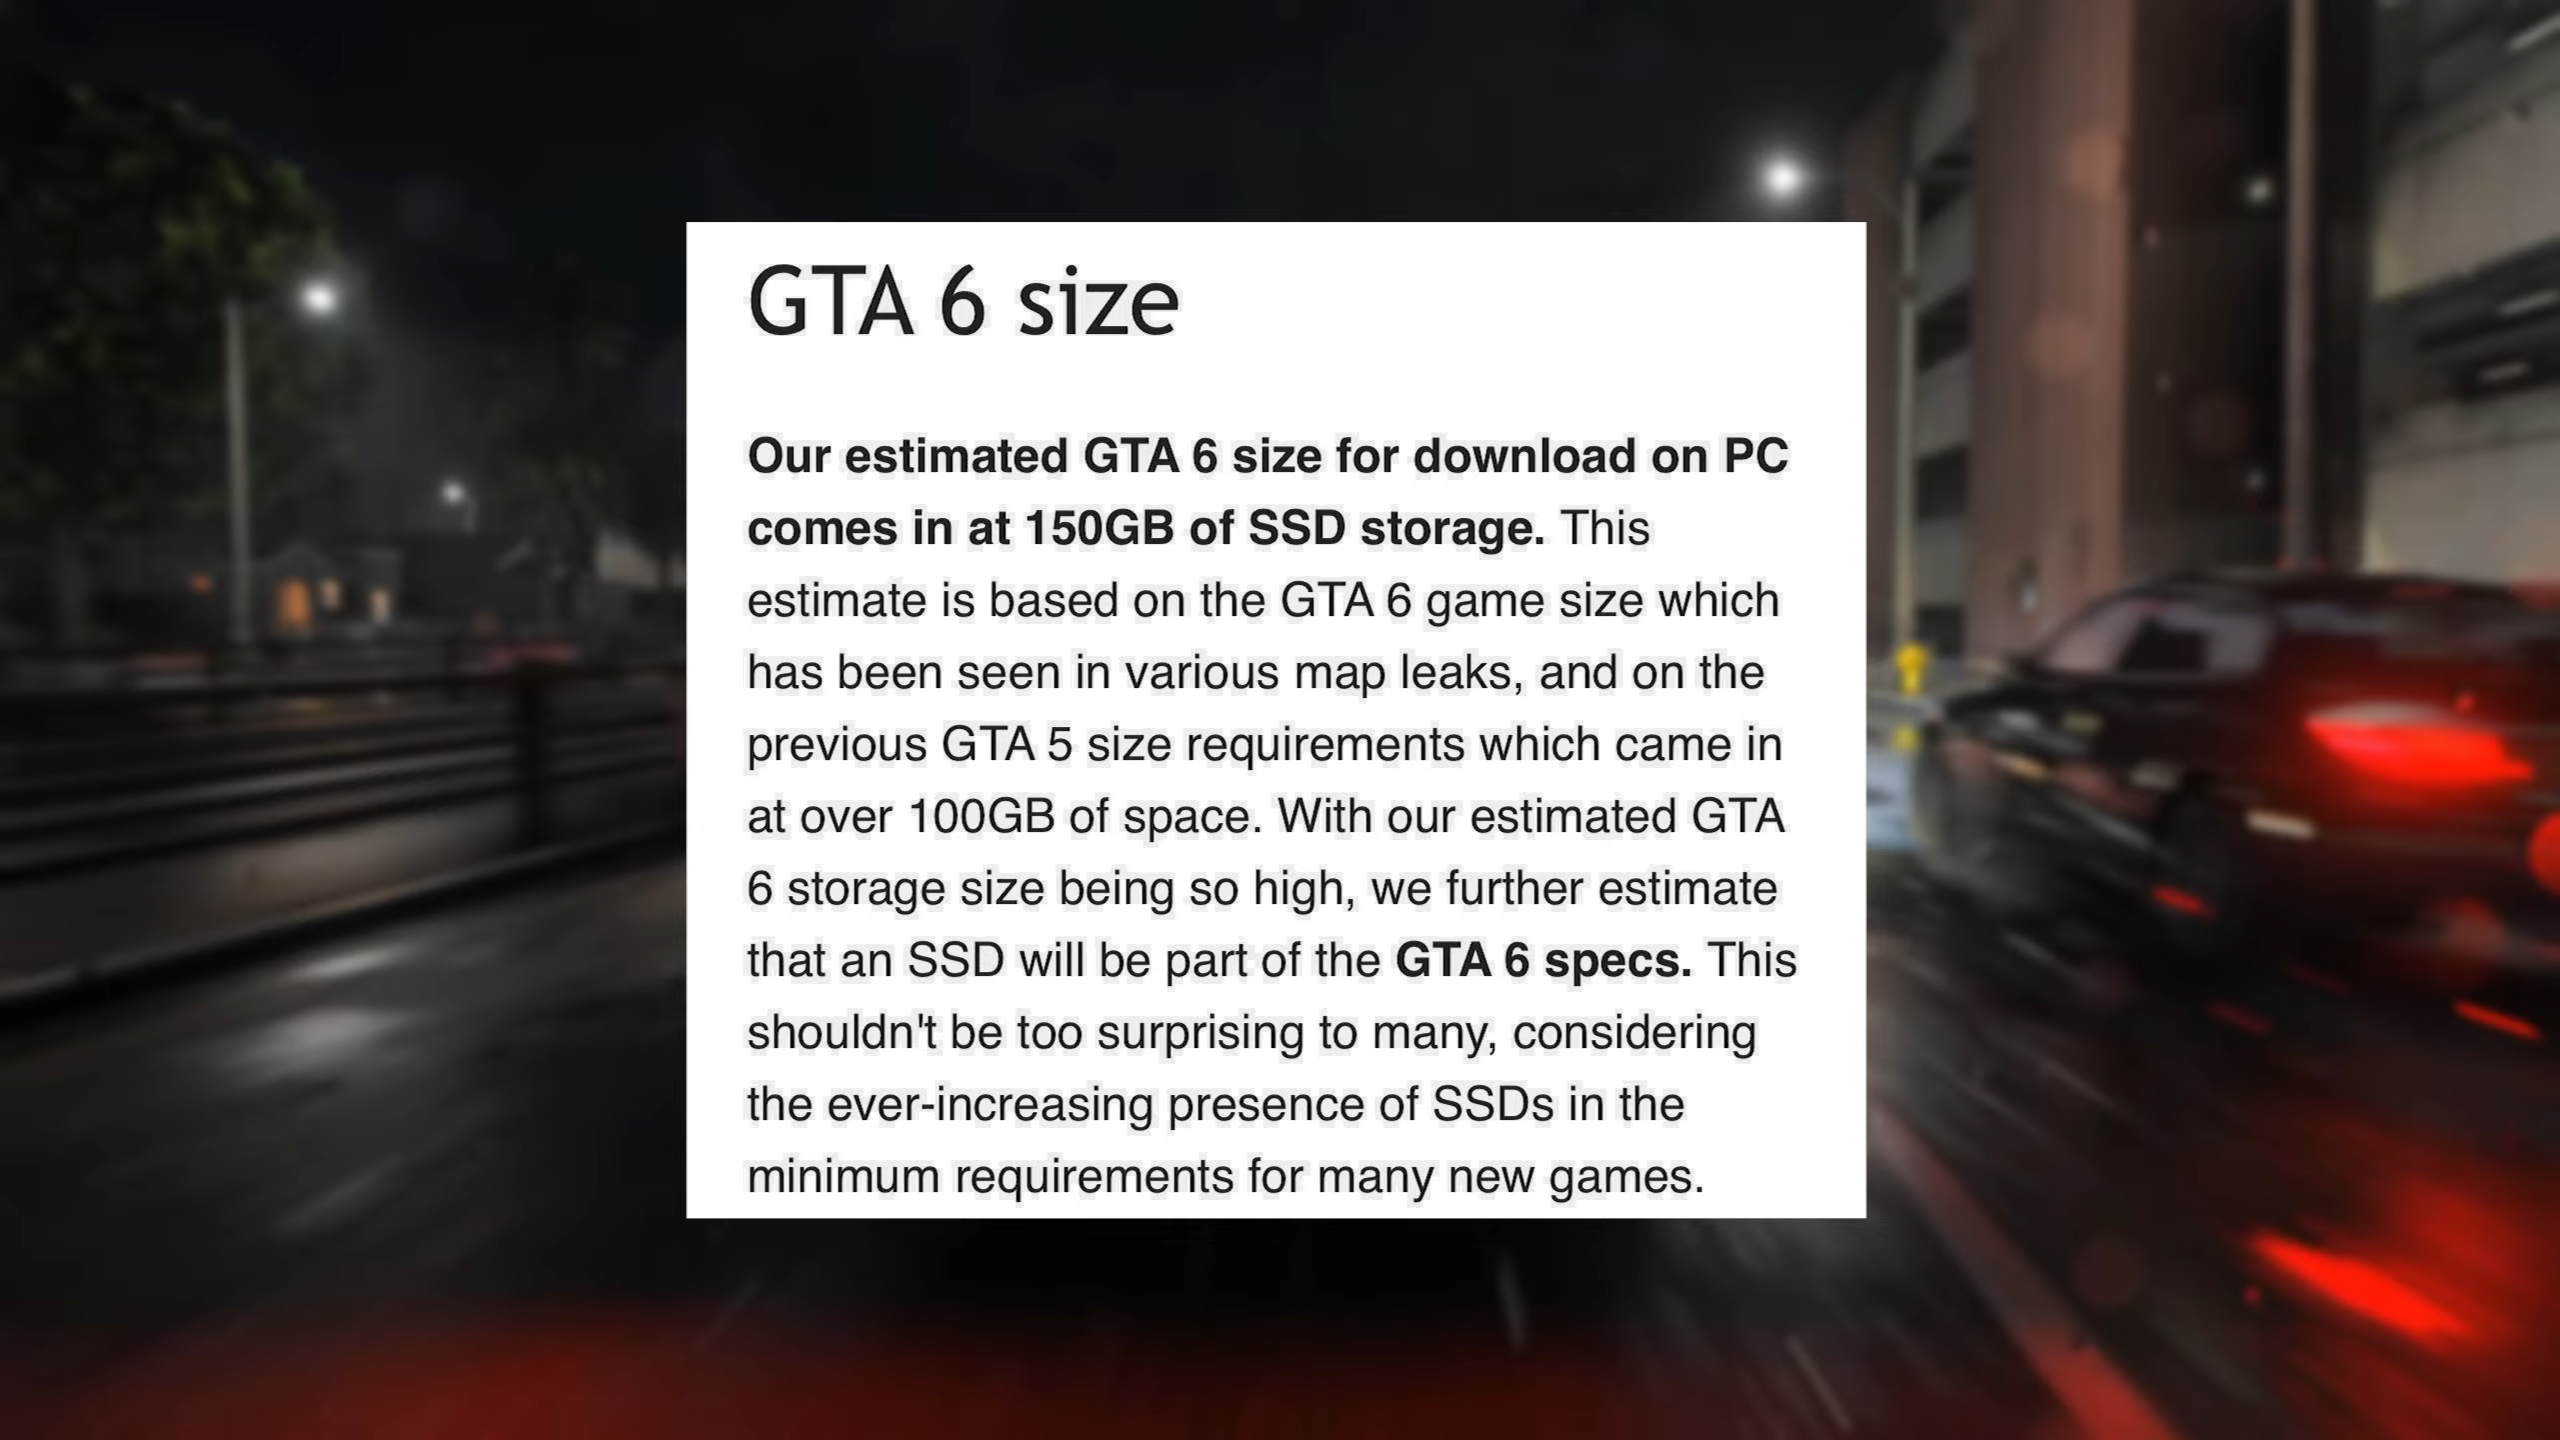 GTA 6 size
Our estimated GTA 6 size for download on PC
comes in at 150GB of SSD storage. This
estimate is based on the GTA 6 game size which
has been seen in various map leaks, and on the
previous GTA 5 size requirements which came in
at over 100GB of space. With our estimated GTA
6 storage size being so high, we further estimate
that an SSD will be part of the GTA 6 specs. This
shouldn't be too surprising to many, considering
the ever-increasing presence of SSDs in the
minimum requirements for many new games.